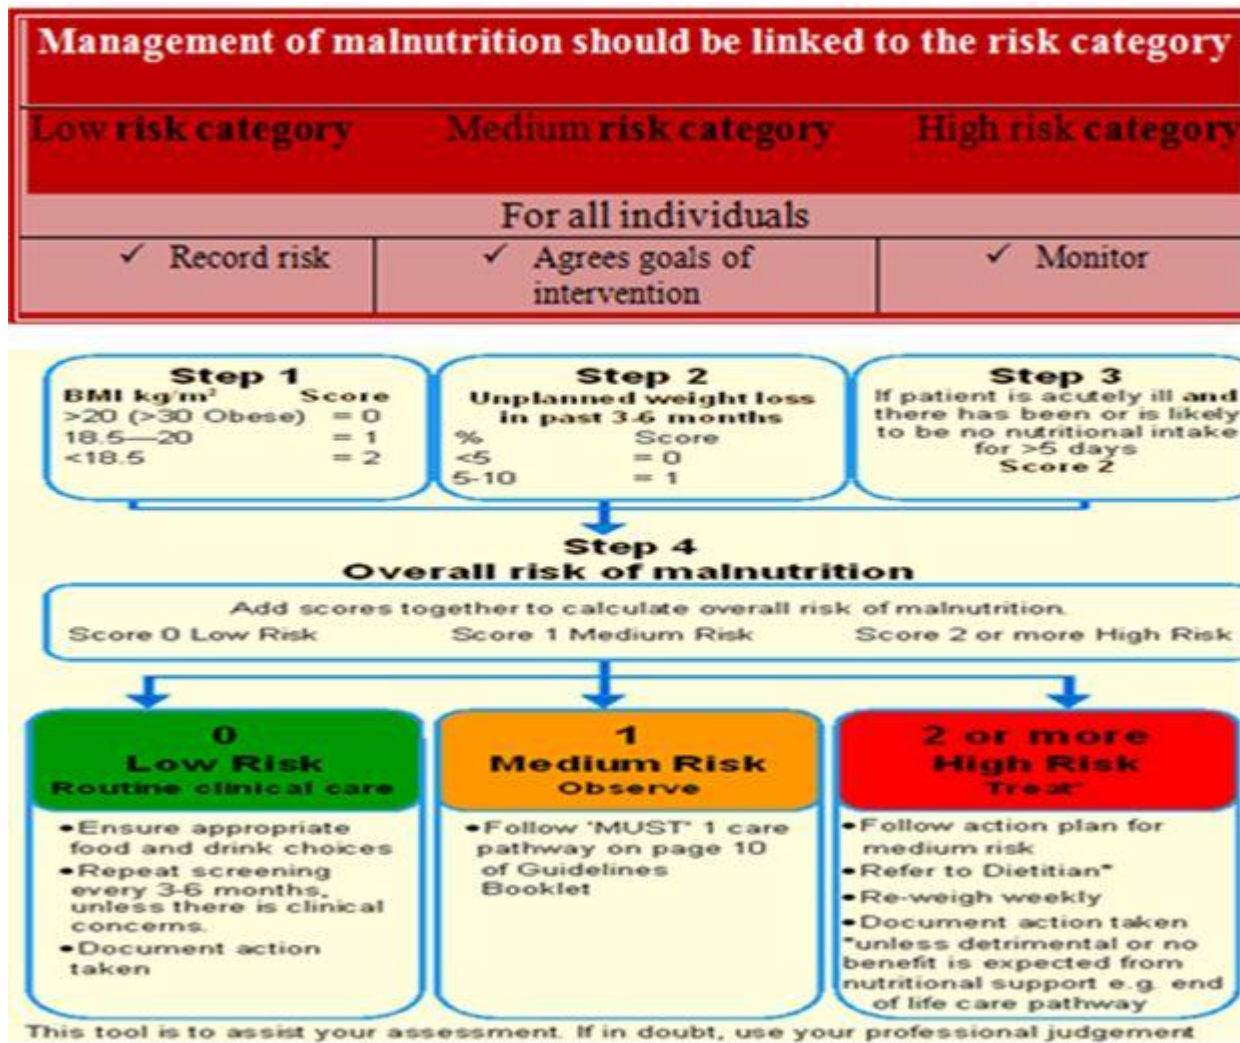 Management of malnutrition should be linked to the risk category
Low risk category Medium risk category High risk category
For all individuals
✓ Record risk ✓ Agrees goals of intervention ✓ Monitor
Step 1
BMI kg/m² Score
>20 (>30 Obese) = 0
18.5—20 = 1
<18.5 = 2
Step 2
Unplanned weight loss
in past 3-6 months
% Score
<5 = 0
5-10 = 1
Step 3
If patient is acutely ill and
there has been or is likely
to be no nutritional intake
for >5 days
Score 2
Step 4
Overall risk of malnutrition
Add scores together to calculate overall risk of malnutrition.
Score 0 Low Risk Score 1 Medium Risk Score 2 or more High Risk
0
Low Risk
Routine clinical care
•Ensure appropriate
food and drink choices
•Repeat screening
every 3-6 months,
unless there is clinical
concerns.
•Document action
taken
1
Medium Risk
Observe
•Follow 'MUST' 1 care
pathway on page 10
of Guidelines
Booklet
2 or more
High Risk
Treat*
•Follow action plan for
medium risk
•Refer to Dietitian*
•Re-weigh weekly
•Document action taken
*unless detrimental or no
benefit is expected from
nutritional support e.g. end
of life care pathway
This tool is to assist your assessment. If in doubt, use your professional judgement